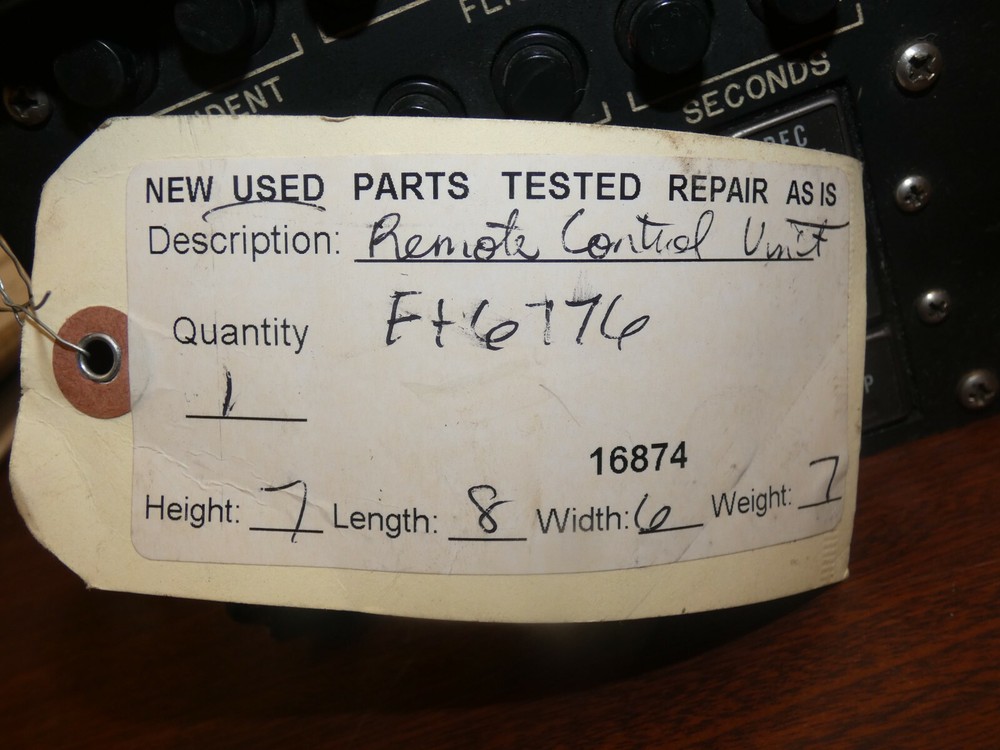 SECONDS
NEW USED PARTS TESTED REPAIR AS IS
Description: Remote Control Unit
Quantity Ft6776
1
16874
Height: 7 Length: 8 Width: 6 Weight: 7